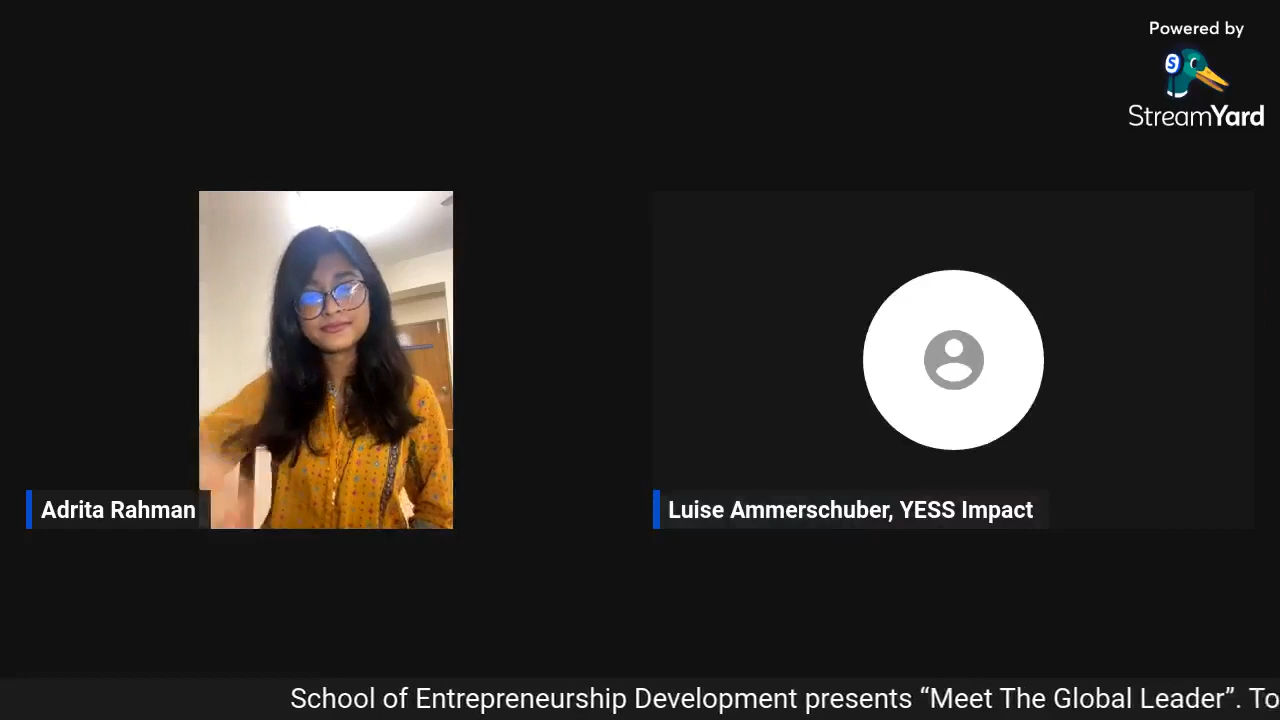 Powered by
S
StreamYard
Adrita Rahman
Luise Ammerschuber, YESS Impact
School of Entrepreneurship Development presents “Meet The Global Leader”. To